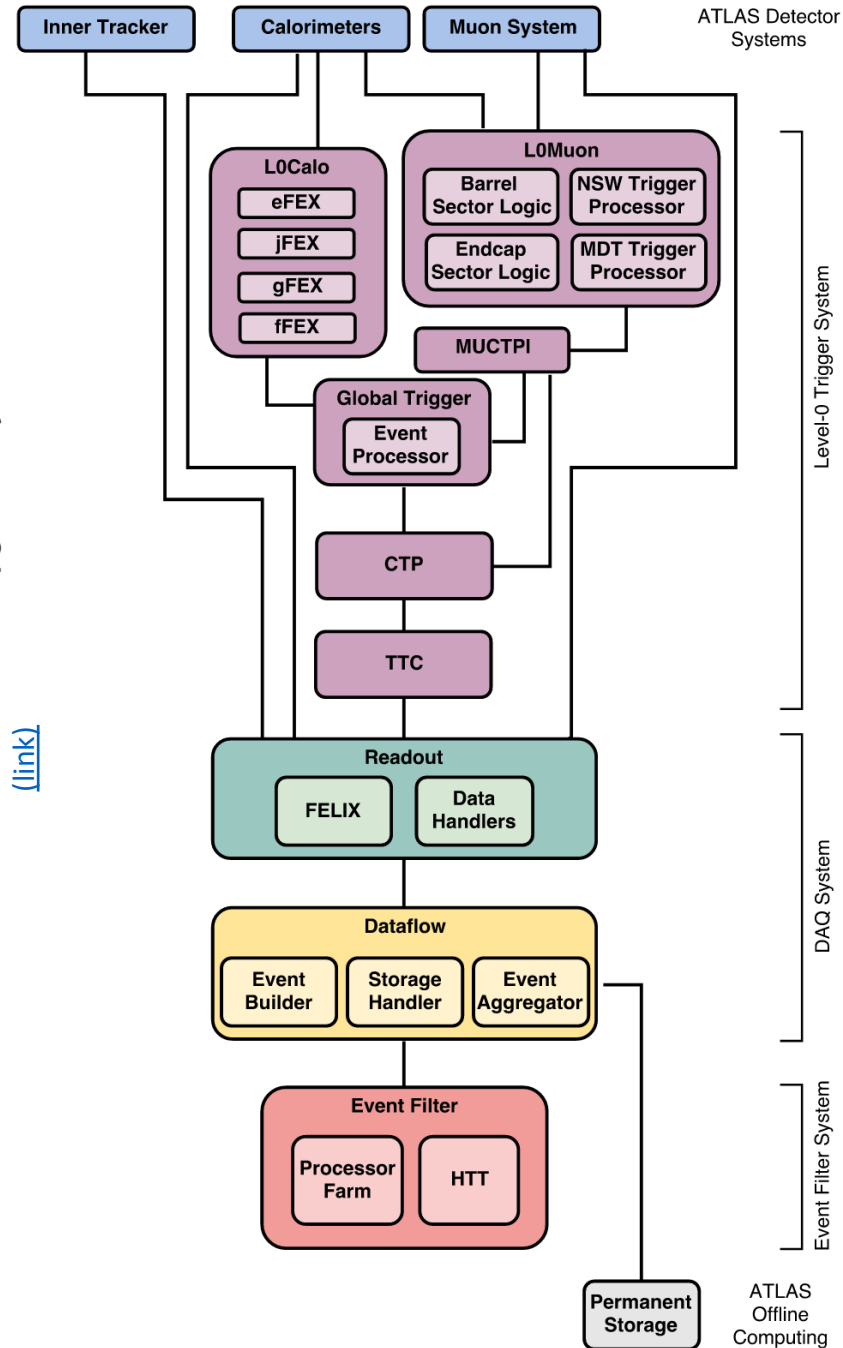 Inner Tracker
Calorimeters
Muon System
ATLAS Detector
Systems
L0Calo
eFEX
jFEX
gFEX
fFEX
L0Muon
Barrel
Sector Logic
NSW Trigger
Processor
Endcap
Sector Logic
MDT Trigger
Processor
MUCTPI
Global Trigger
Event
Processor
CTP
TTC
Level-0 Trigger System
(link)
Readout
FELIX
Data
Handlers
Dataflow
Event
Builder
Storage
Handler
Event
Aggregator
DAQ System
Event Filter
Processor
Farm
HTT
Event Filter System
Permanent
Storage
ATLAS
Offline
Computing